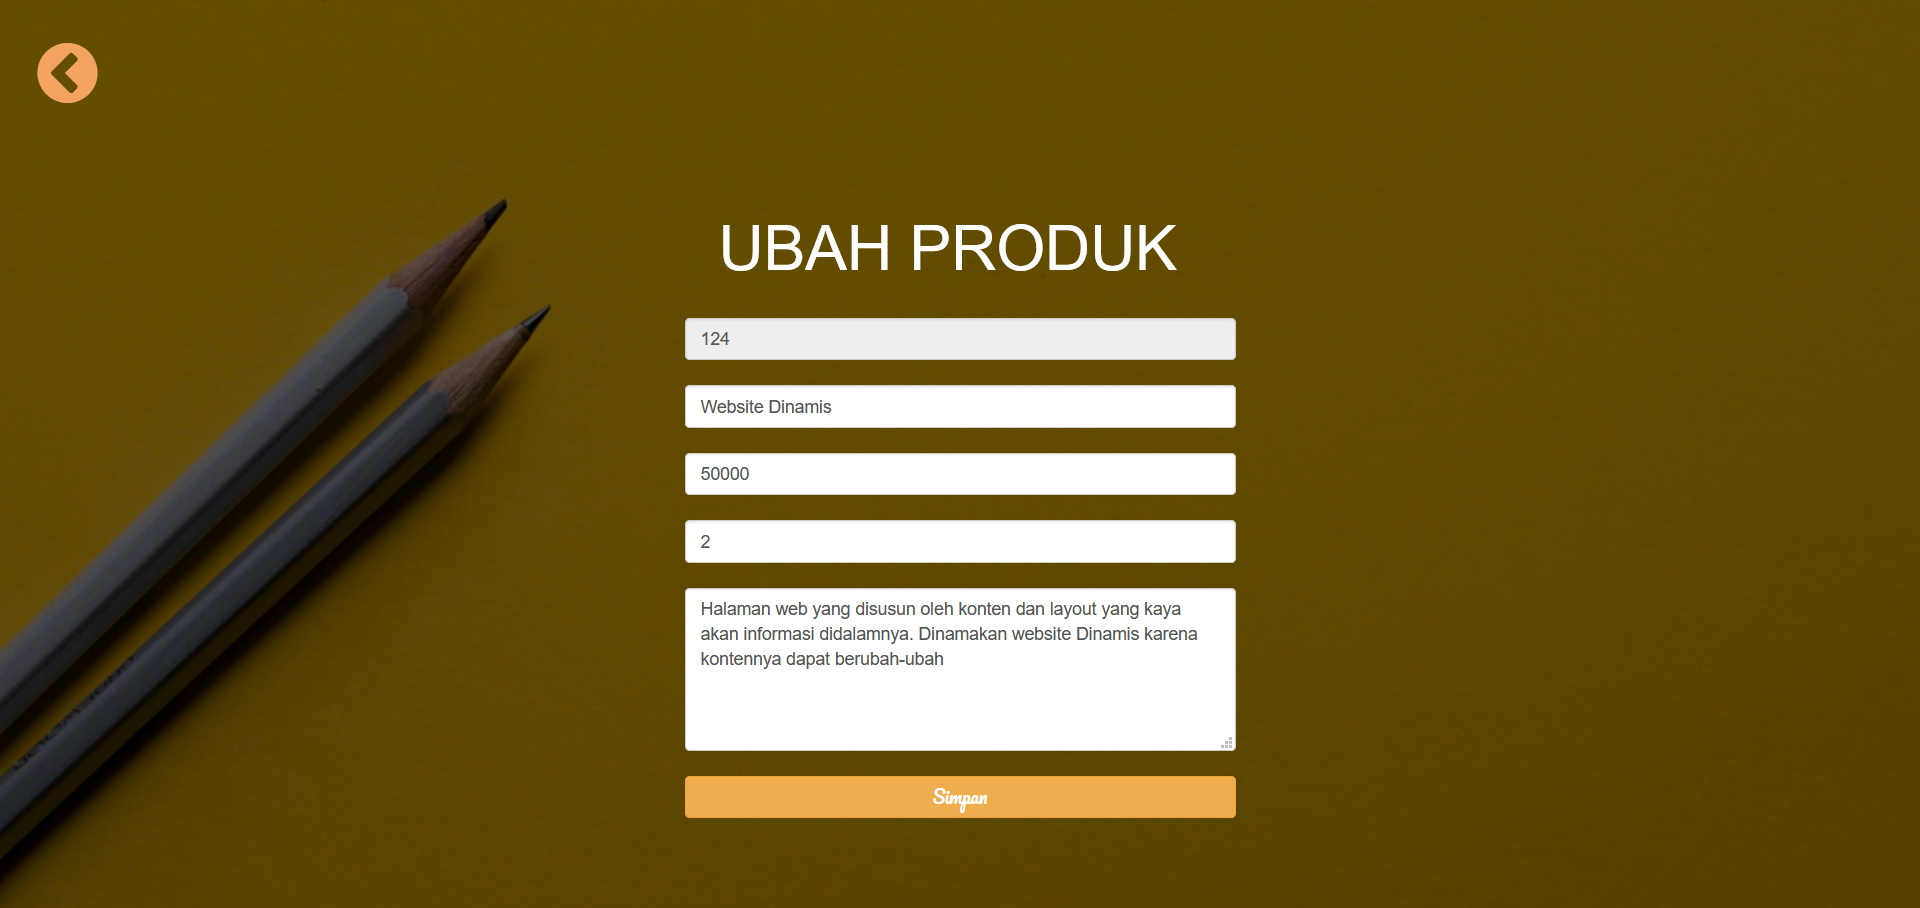 UBAH PRODUK
124
Website Dinamis
50000
2
Halaman web yang disusun oleh konten dan layout yang kaya
akan informasi didalamnya. Dinamakan website Dinamis karena
kontennya dapat berubah-ubah
Simpan